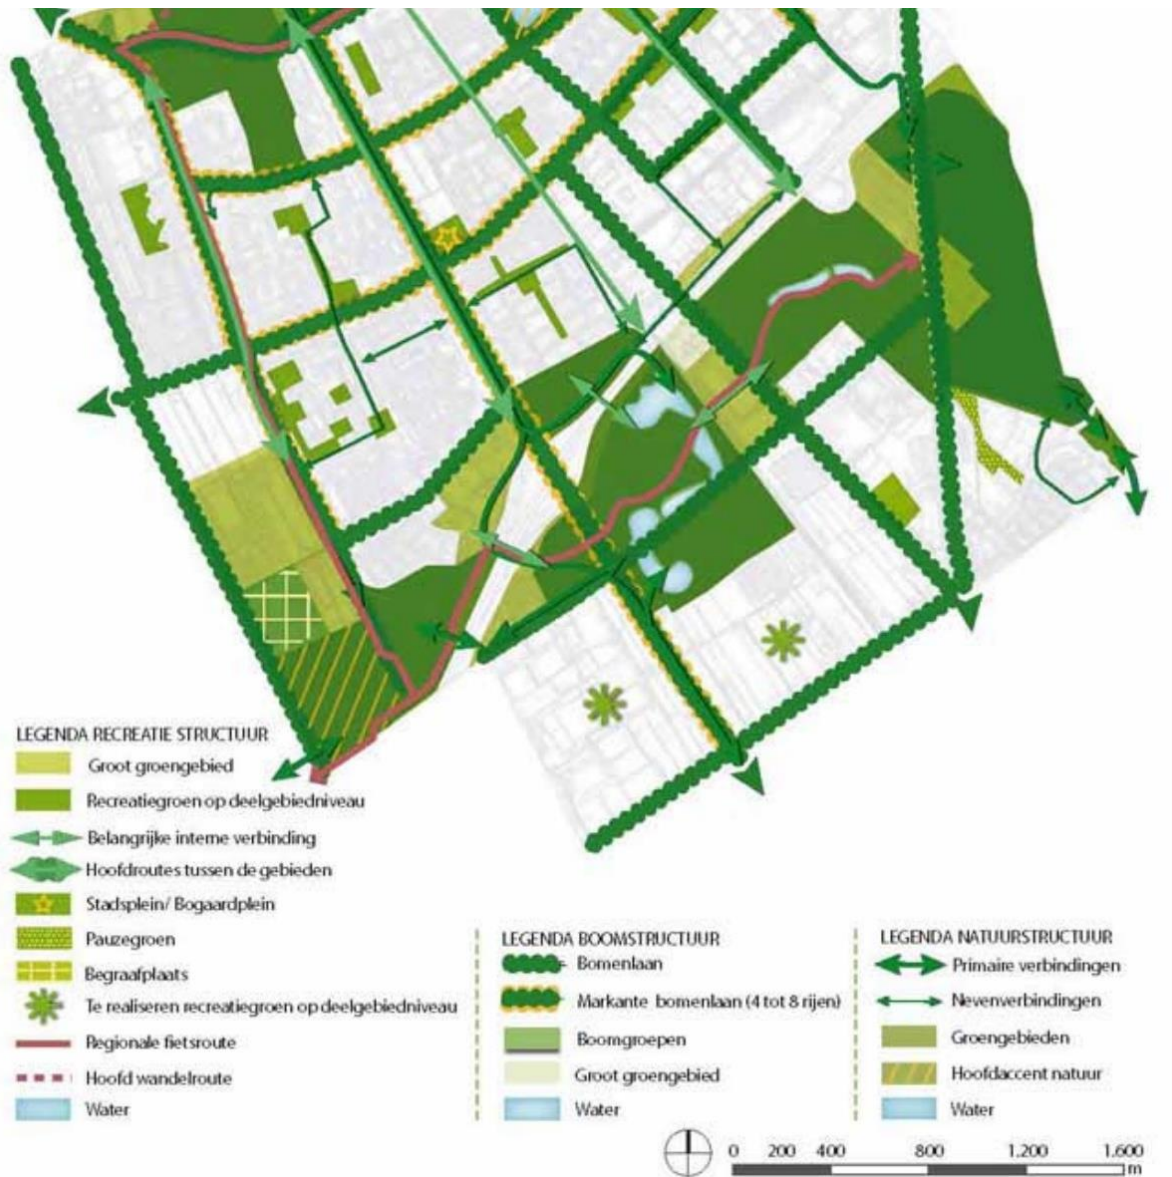 LEGENDA RECREATIE STRUCTUUR
Groot groengebied
Recreatiegroen op deelgebiedniveau
Belangrijke interne verbinding
Hoofdroutes tussen de gebieden
Stadsplein/ Bogaardplein
Pauzegroen
Begraafplaats
Te realiseren recreatiegroen op deelgebiedniveau
Regionale fietsroute
Hoofd wandelroute
Water
LEGENDA BOOMSTRUCTUUR
Bomenlaan
Markante bomenlaan (4 tot 8 rijen)
Boomgroepen
Groot groengebied
Water
LEGENDA NATUURSTRUCTUUR
Primaire verbindingen
Nevenverbindingen
Groengebieden
Hoofdaccent natuur
Water
0 200 400 800 1.200 1.600
m